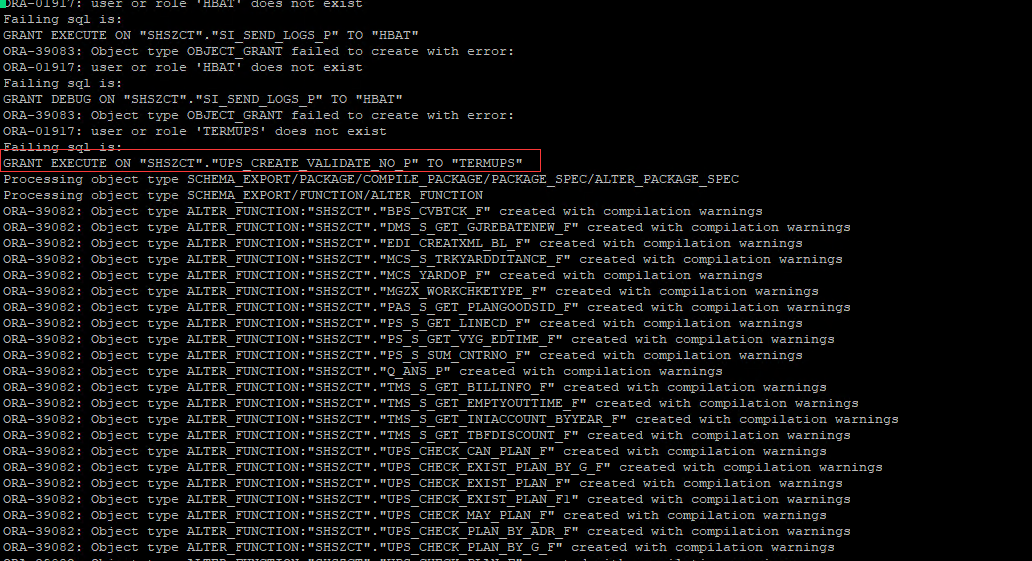 ORA-01917: user or role 'HBAT' does not exist
Failing sql is:
GRANT EXECUTE ON "SHSZCT"."SI_SEND_LOGS_P" TO "HBAT"
ORA-39083: Object type OBJECT_GRANT failed to create with error:
ORA-01917: user or role 'HBAT' does not exist
Failing sql is:
GRANT DEBUG ON "SHSZCT"."SI_SEND_LOGS_P" TO "HBAT"
ORA-39083: Object type OBJECT_GRANT failed to create with error:
ORA-01917: user or role 'TERMUPS' does not exist
Failing sql is:
GRANT EXECUTE ON "SHSZCT"."UPS_CREATE_VALIDATE_NO_P" TO "TERMUPS"
Processing object type SCHEMA_EXPORT/PACKAGE/COMPILE_PACKAGE/PACKAGE_SPEC/ALTER_PACKAGE_SPEC
Processing object type SCHEMA_EXPORT/FUNCTION/ALTER_FUNCTION
ORA-39082: Object type ALTER_FUNCTION:"SHSZCT"."BPS_CVBTCK_F" created with compilation warnings
ORA-39082: Object type ALTER_FUNCTION:"SHSZCT"."DMS_S_GET_GJREBATENEW_F" created with compilation warnings
ORA-39082: Object type ALTER_FUNCTION:"SHSZCT"."EDI_CREATXML_BL_F" created with compilation warnings
ORA-39082: Object type ALTER_FUNCTION:"SHSZCT"."MCS_S_TRKYARDDITANCE_F" created with compilation warnings
ORA-39082: Object type ALTER_FUNCTION:"SHSZCT"."MCS_YARDOP_F" created with compilation warnings
ORA-39082: Object type ALTER_FUNCTION:"SHSZCT"."MGZX_WORKCHKETYPE_F" created with compilation warnings
ORA-39082: Object type ALTER_FUNCTION:"SHSZCT"."PAS_S_GET_PLANGOODSID_F" created with compilation warnings
ORA-39082: Object type ALTER_FUNCTION:"SHSZCT"."PS_S_GET_LINECD_F" created with compilation warnings
ORA-39082: Object type ALTER_FUNCTION:"SHSZCT"."PS_S_GET_VYG_EDTIME_F" created with compilation warnings
ORA-39082: Object type ALTER_FUNCTION:"SHSZCT"."PS_S_SUM_CNTRNO_F" created with compilation warnings
ORA-39082: Object type ALTER_FUNCTION:"SHSZCT"."Q_ANS_P" created with compilation warnings
ORA-39082: Object type ALTER_FUNCTION:"SHSZCT"."TMS_S_GET_BILLINFO_F" created with compilation warnings
ORA-39082: Object type ALTER_FUNCTION:"SHSZCT"."TMS_S_GET_EMPTYOUTTIME_F" created with compilation warnings
ORA-39082: Object type ALTER_FUNCTION:"SHSZCT"."TMS_S_GET_INIACCOUNT_BYYEAR_F" created with compilation warnings
ORA-39082: Object type ALTER_FUNCTION:"SHSZCT"."TMS_S_GET_TBFDISCOUNT_F" created with compilation warnings
ORA-39082: Object type ALTER_FUNCTION:"SHSZCT"."UPS_CHECK_CAN_PLAN_F" created with compilation warnings
ORA-39082: Object type ALTER_FUNCTION:"SHSZCT"."UPS_CHECK_EXIST_PLAN_BY_G_F" created with compilation warnings
ORA-39082: Object type ALTER_FUNCTION:"SHSZCT"."UPS_CHECK_EXIST_PLAN_F" created with compilation warnings
ORA-39082: Object type ALTER_FUNCTION:"SHSZCT"."UPS_CHECK_EXIST_PLAN_F1" created with compilation warnings
ORA-39082: Object type ALTER_FUNCTION:"SHSZCT"."UPS_CHECK_MAY_PLAN_F" created with compilation warnings
ORA-39082: Object type ALTER_FUNCTION:"SHSZCT"."UPS_CHECK_PLAN_BY_ADR_F" created with compilation warnings
ORA-39082: Object type ALTER_FUNCTION:"SHSZCT"."UPS_CHECK_PLAN_BY_G_F" created with compilation warnings